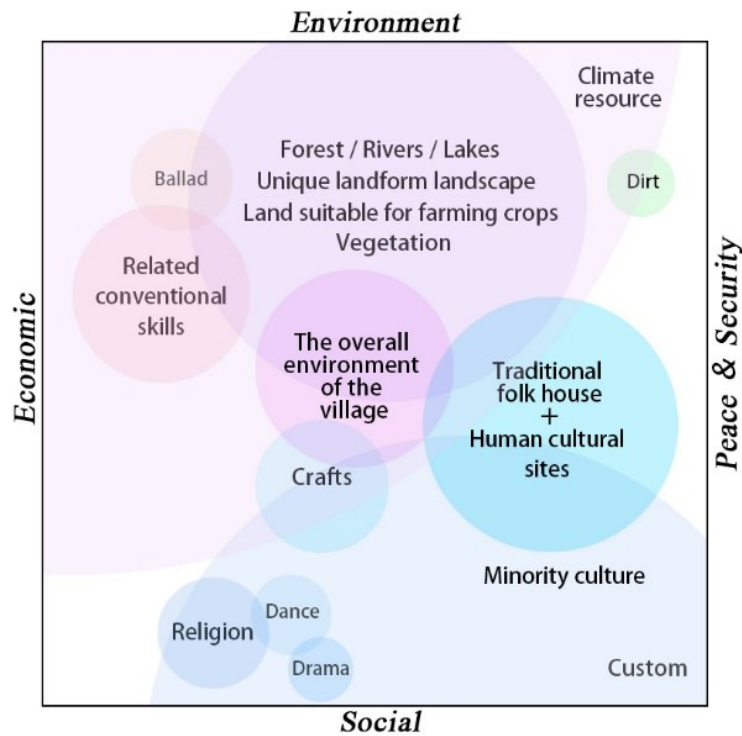 Environment
Climate
resource
Forest / Rivers / Lakes
Unique landform landscape
Land suitable for farming crops
Vegetation
Ballad
Dirt
Related
conventional
skills
Economic
Peace & Security
The overall
environment
of the
village
Traditional
folk house
+
Human cultural
sites
Crafts
Minority culture
Religion
Dance
Drama
Custom
Social